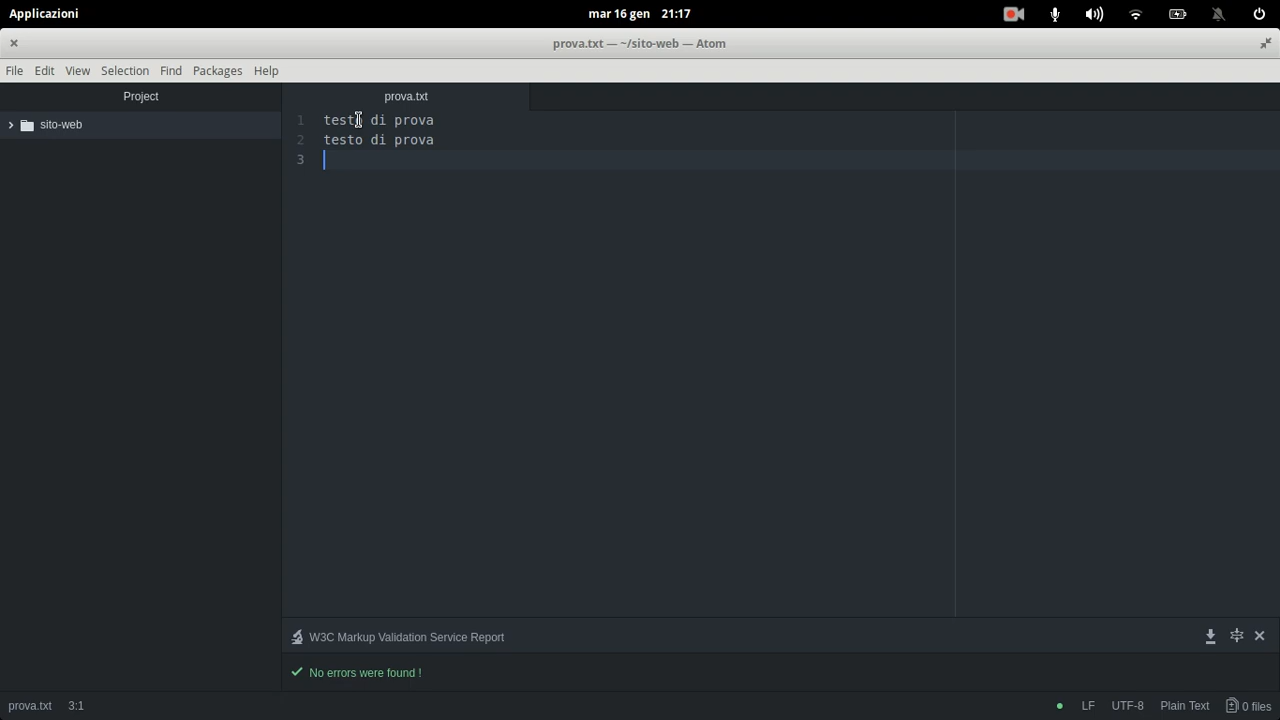 Applicazioni
mar 16 gen 21:17
prova.txt — ~/sito-web — Atom
File Edit View Selection Find Packages Help
Project
prova.txt
sito-web
1 testo di prova
2 testo di prova
3
W3C Markup Validation Service Report
No errors were found !
prova.txt 3:1
LF UTF-8 Plain Text 0 files